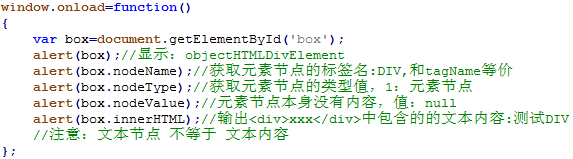 window.onload=function()
{
    var box=document.getElementById('box');
    alert(box);//显示：objectHTMLDivElement
    alert(box.nodeName);//获取元素节点的标签名:DIV,和tagName等价
    alert(box.nodeType);//获取元素节点的类型值，1：元素节点
    alert(box.nodeValue);//元素节点本身没有内容，值：null
    alert(box.innerHTML);//输出<div>xxx</div>中包含的的文本内容:测试DIV
    //注意：文本节点 不等于 文本内容
};